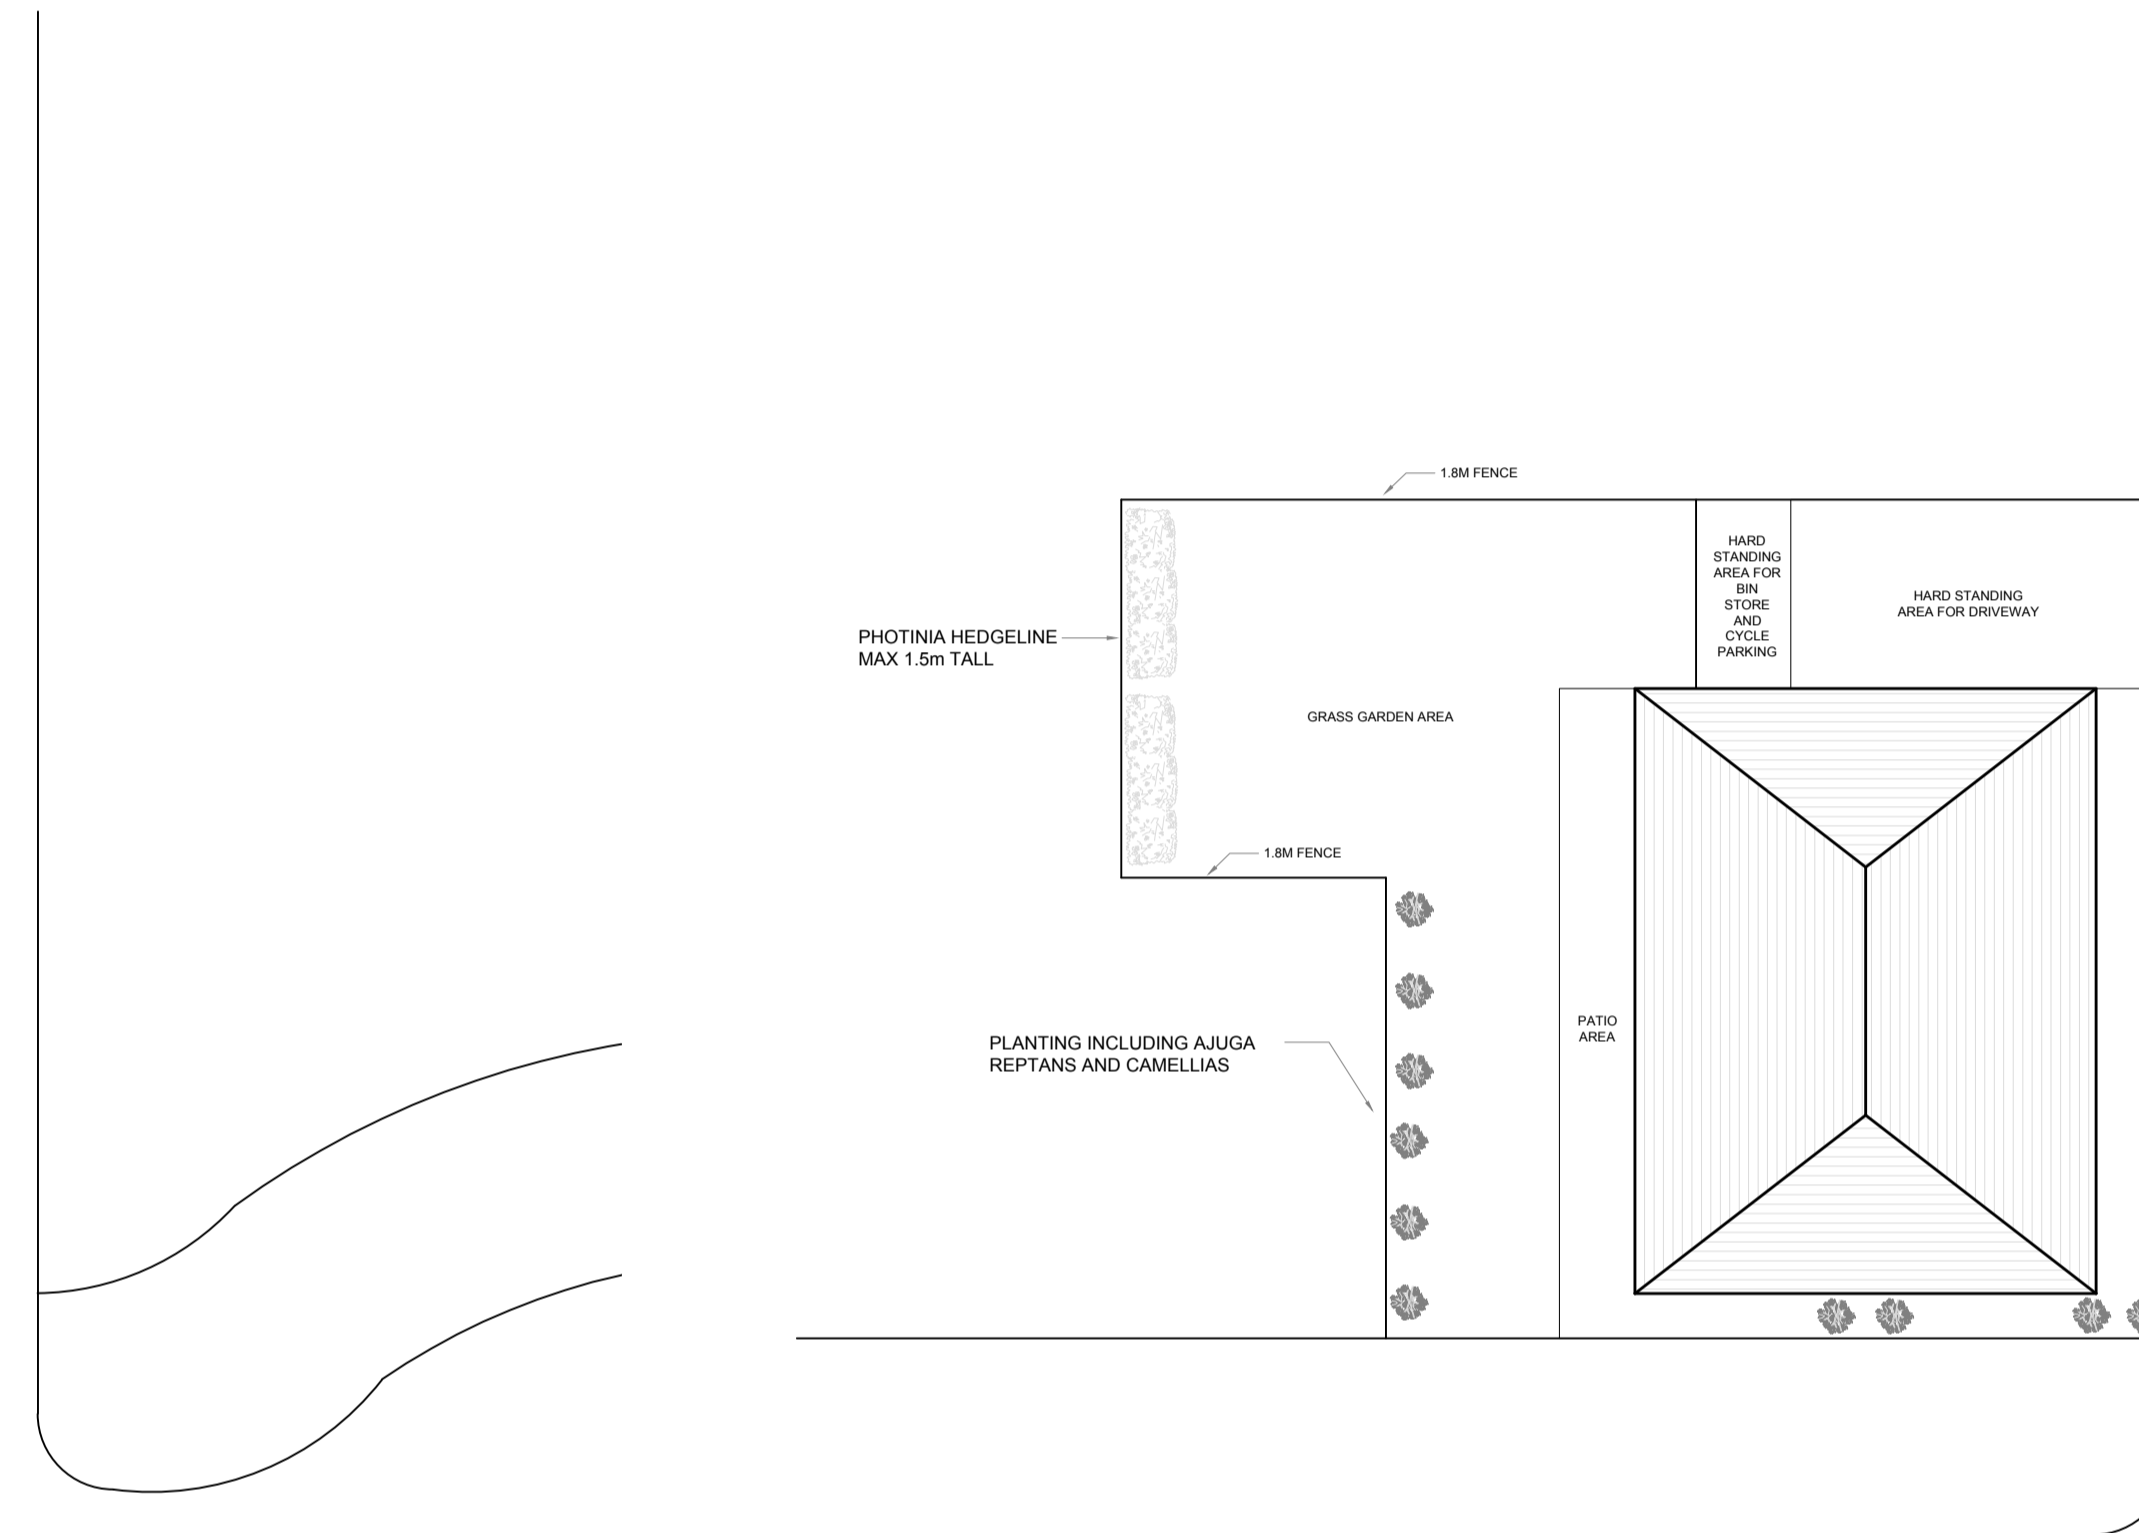 1.8M FENCE
HARD
STANDING
AREA FOR
BIN
STORE
AND
CYCLE
PARKING
HARD STANDING
AREA FOR DRIVEWAY
PHOTINIA HEDGELINE
MAX 1.5m TALL
GRASS GARDEN AREA
1.8M FENCE
PATIO
AREA
PLANTING INCLUDING AJUGA
REPTANS AND CAMELLIAS